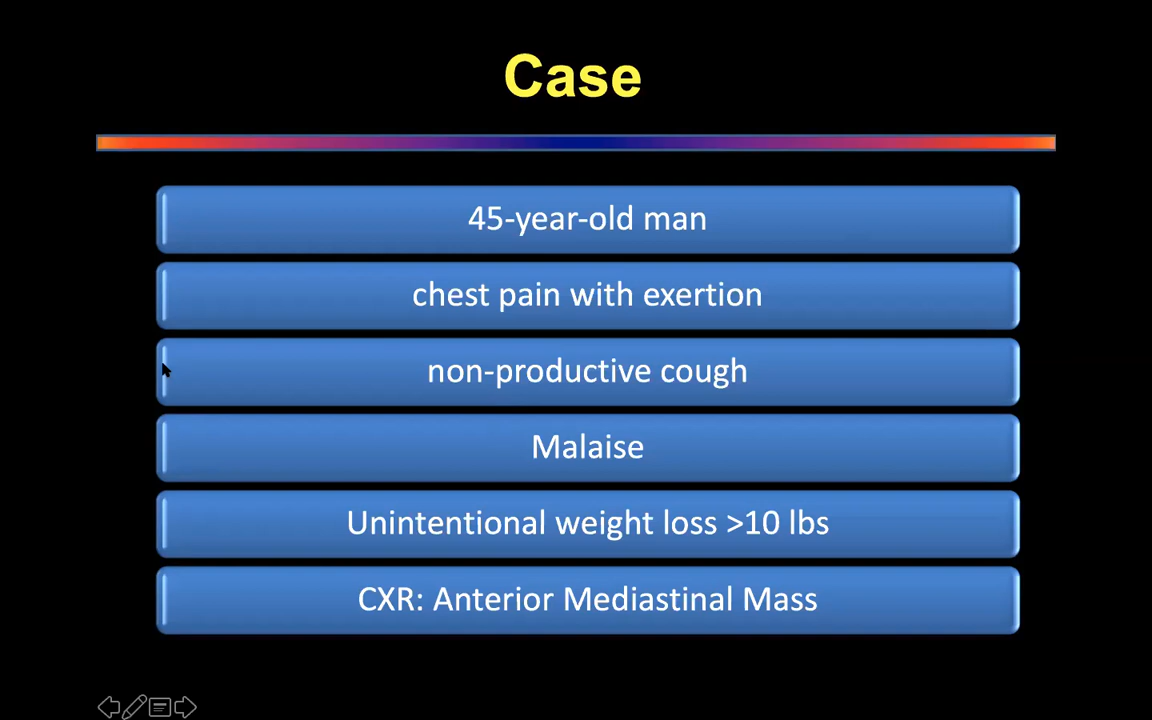 Case
45-year-old man
chest pain with exertion
non-productive cough
Malaise
Unintentional weight loss >10 lbs
CXR: Anterior Mediastinal Mass